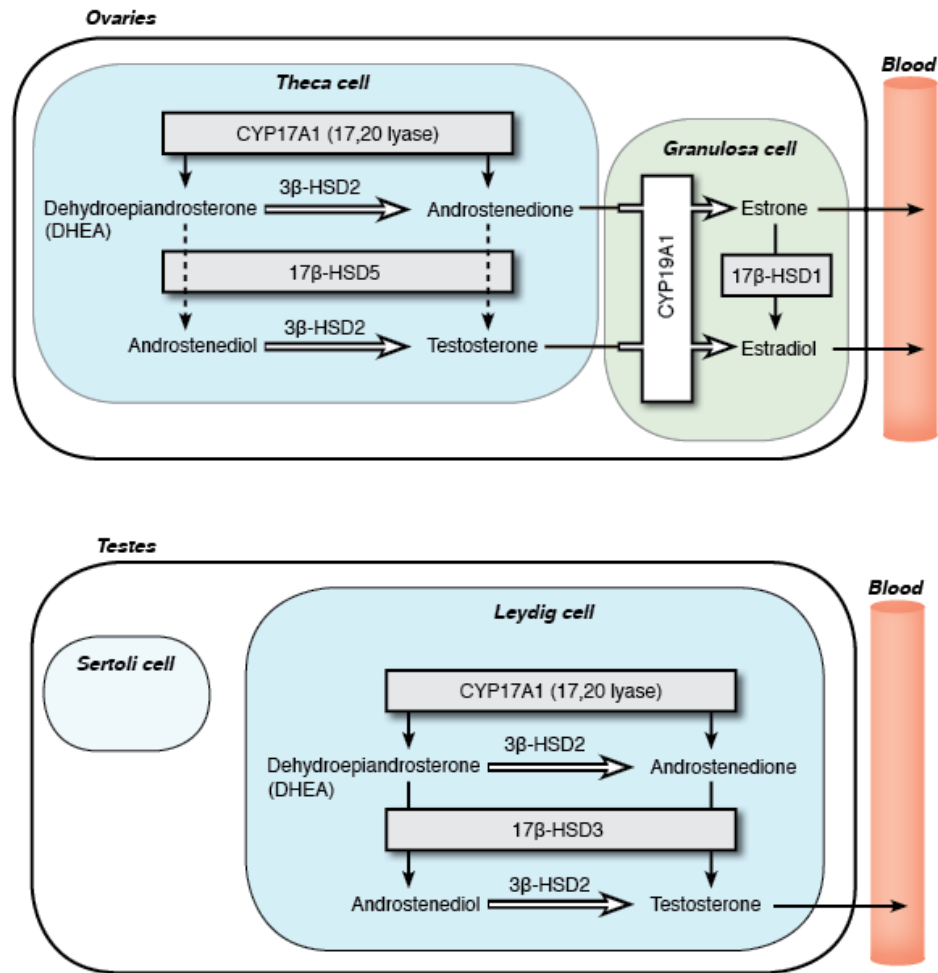 Ovaries
Blood
Theca cell
CYP17A1 (17,20 lyase)
Granulosa cell
3β-HSD2
Dehydroepiandrosterone
(DHEA)
Androstenedione
Estrone
17β-HSD5
CYP19A1
17β-HSD1
3β-HSD2
Androstenediol
Testosterone
Estradiol
Testes
Blood
Leydig cell
Sertoli cell
CYP17A1 (17,20 lyase)
3β-HSD2
Dehydroepiandrosterone
(DHEA)
Androstenedione
17β-HSD3
3β-HSD2
Androstenediol
Testosterone